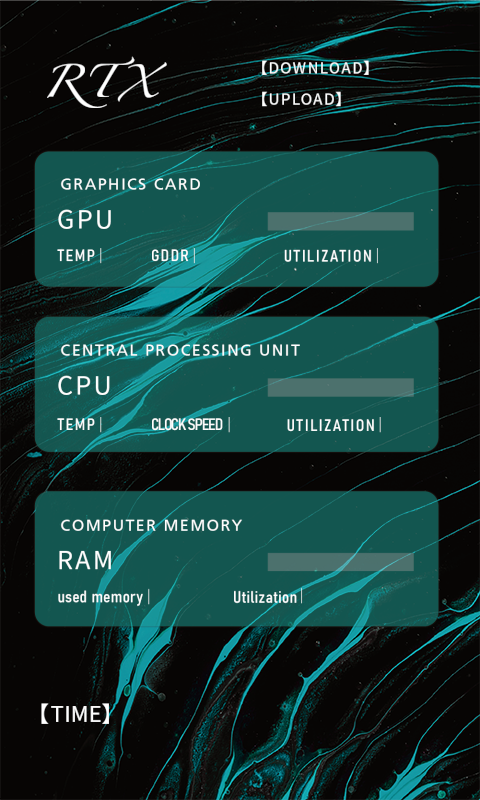 RTX
【DOWNLOAD】
【UPLOAD】
GRAPHICS CARD
GPU
TEMP| GDDR| UTILIZATION|
CENTRAL PROCESSING UNIT
CPU
TEMP| CLOCK SPEED | UTILIZATION|
COMPUTER MEMORY
RAM
used memory| Utilization|
【TIME】